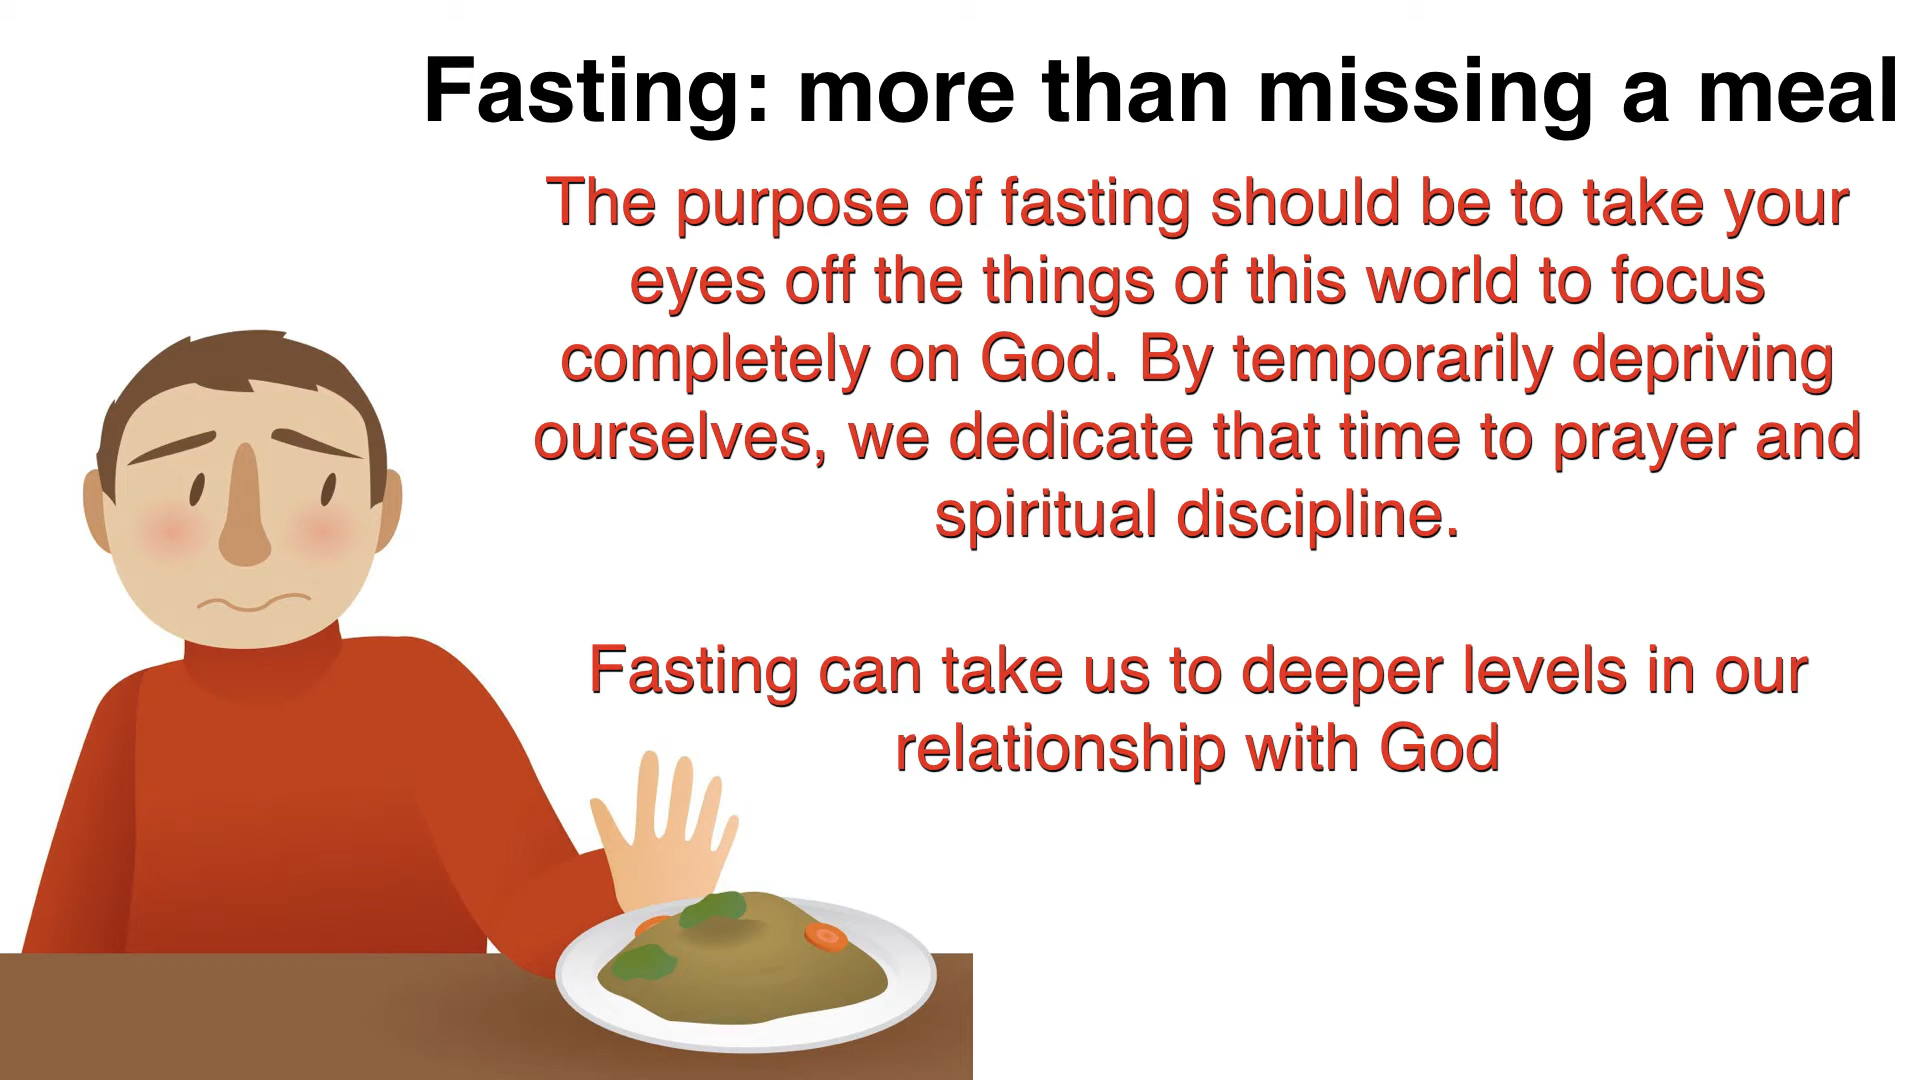 Fasting: more than missing a meal
The purpose of fasting should be to take your
eyes off the things of this world to focus
completely on God. By temporarily depriving
ourselves, we dedicate that time to prayer and
spiritual discipline.
Fasting can take us to deeper levels in our
relationship with God